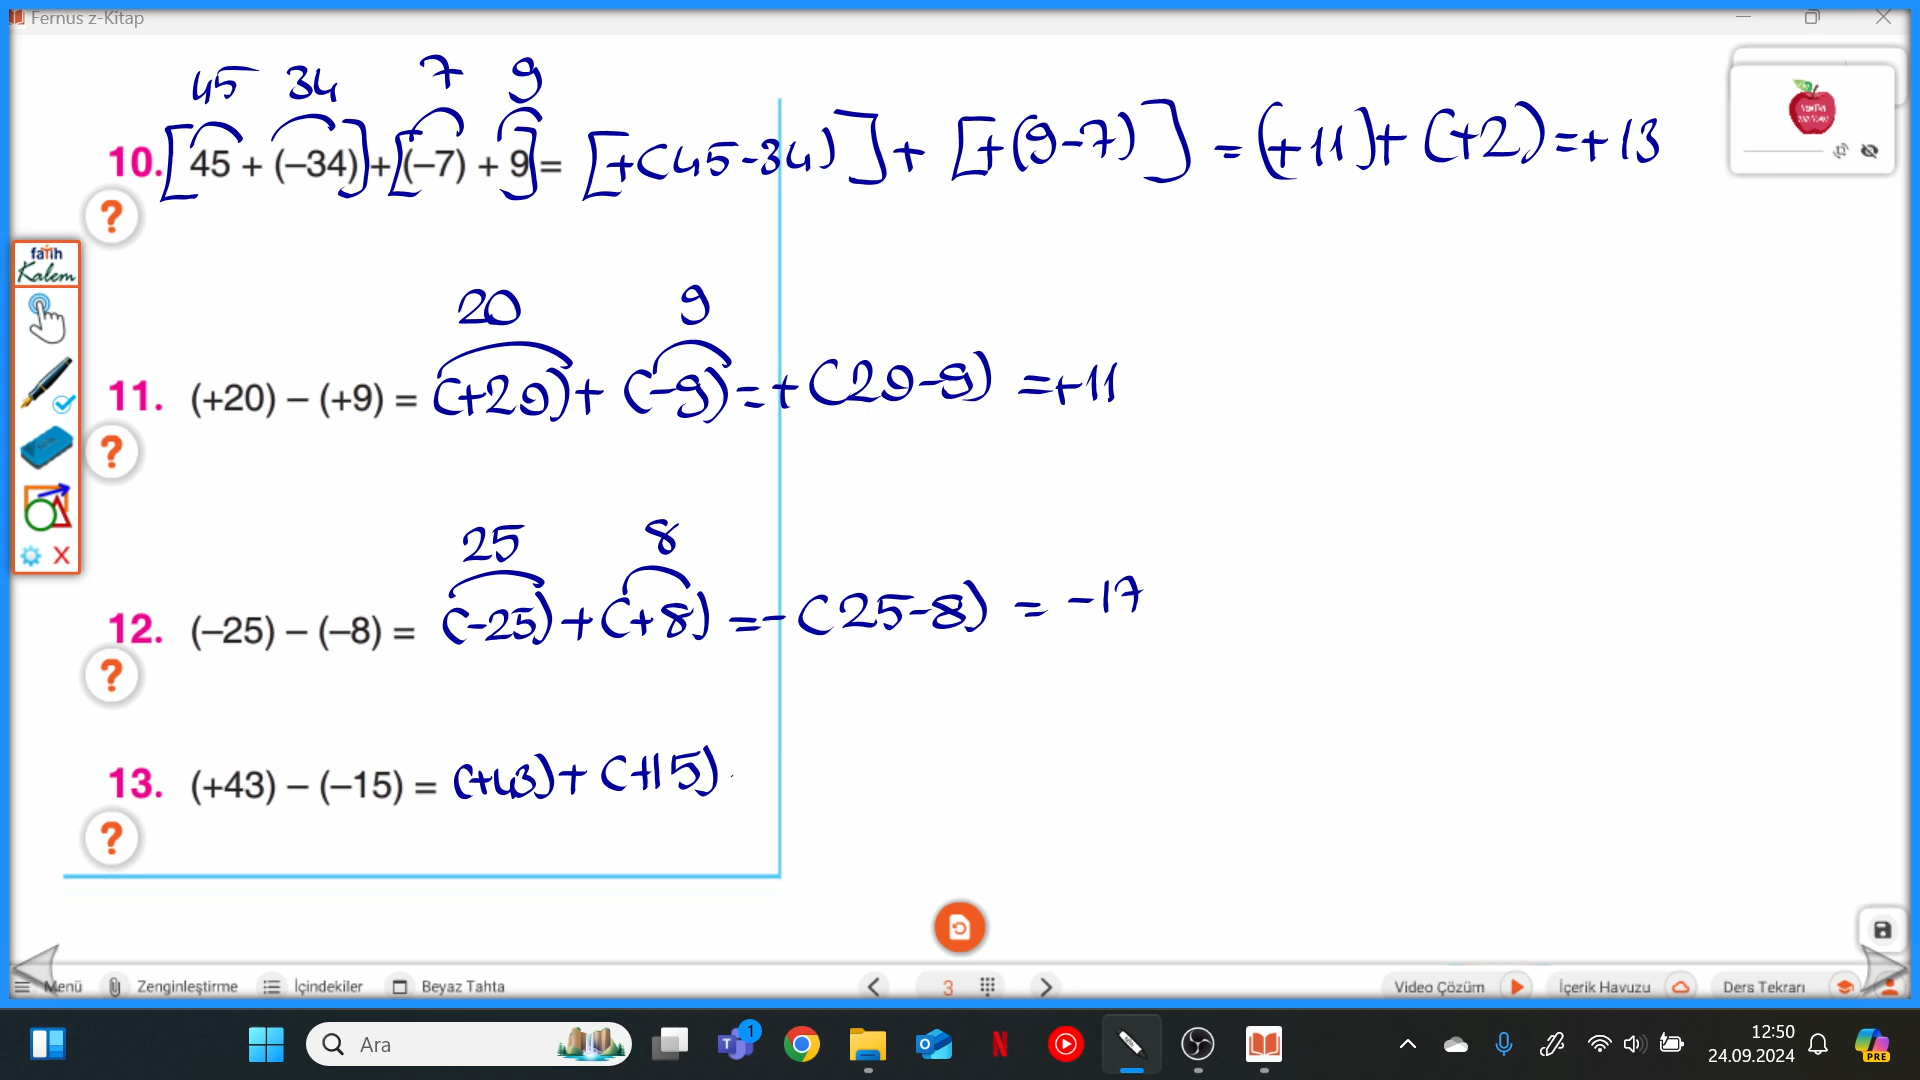 Fernus z-Kitap
45 34 7 9
10. [45 + (–34)]+[(–7) + 9]= [+(45-34)] + [+(9-7)] = (+11)+ (+2)=+13
?
fatih
Kalem
20 9
11. (+20) – (+9) = (+20)+ (-9)=+(20-9) =+11
?
25 8
12. (–25) – (–8) = (-25)+(+8) =-(25-8) = -17
?
13. (+43) – (–15) = (+43)+ (+15)
?
Menü Zenginleştirme İçindekiler Beyaz Tahta 3 Video Çözüm İçerik Havuzu Ders Tekrarı
Ara 1 12:50
24.09.2024
PRE